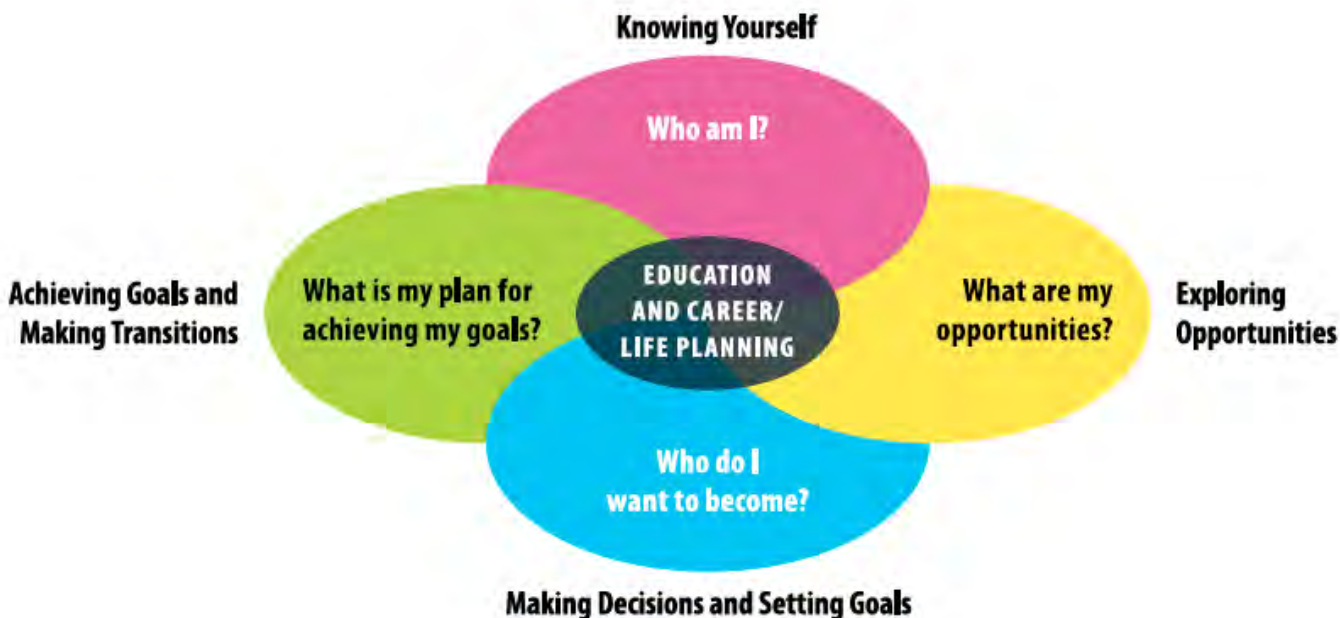 Knowing Yourself
Who am I?
Achieving Goals and
Making Transitions
What is my plan for
achieving my goals?
EDUCATION
AND CAREER/
LIFE PLANNING
What are my
opportunities?
Exploring
Opportunities
Who do I
want to become?
Making Decisions and Setting Goals